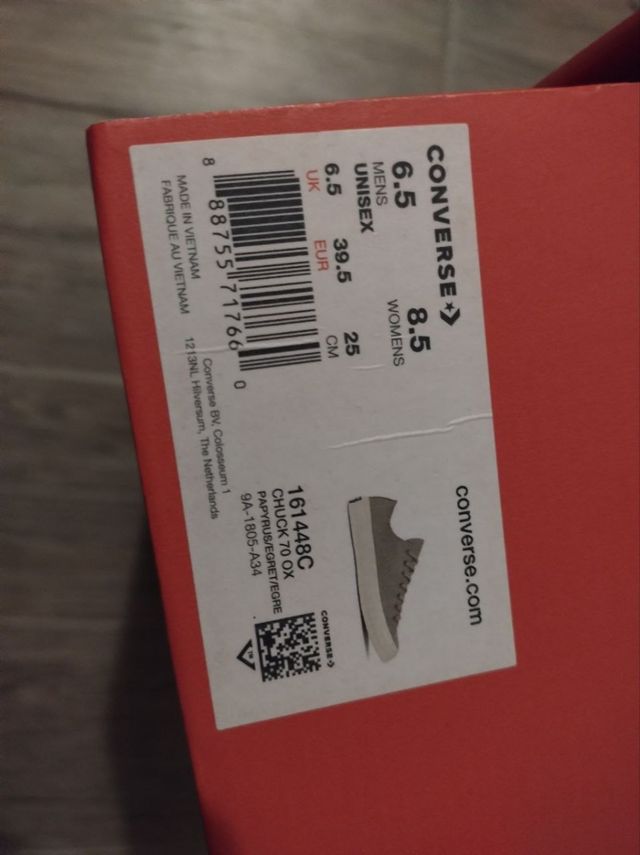 CONVERSE
converse.com
6.5 8.5
MENS WOMENS
UNISEX
6.5 39.5 25
UK EUR CM
8 88755 71766 0
MADE IN VIETNAM
FABRIQUE AU VIETNAM
Converse BV, Colosseum 1
1213NL Hilversum, The Netherlands
161448C
CHUCK 70 OX
PAPYRUS/EGRET/EGRE
9A-1805-A34
CONVERSE
TM